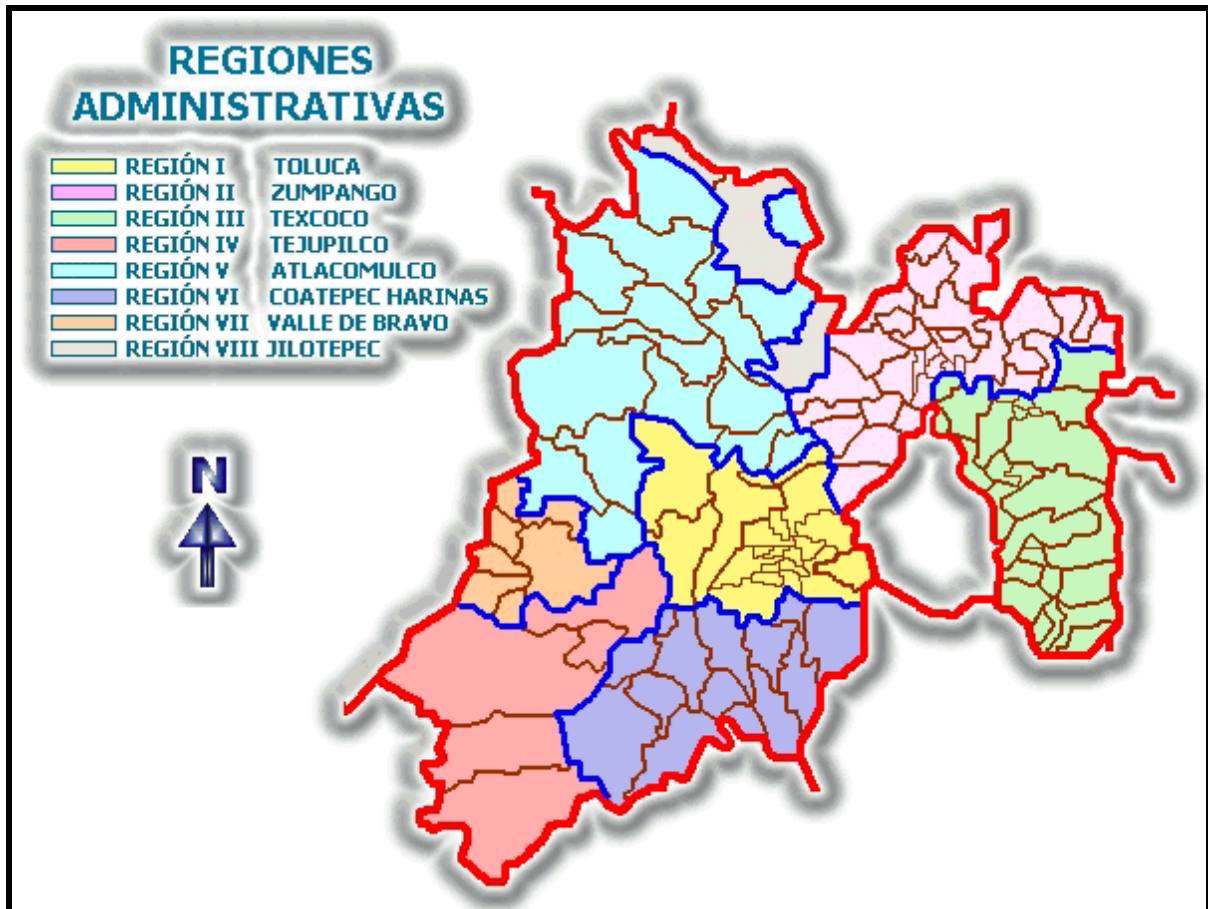 REGIONES
ADMINISTRATIVAS
REGIÓN I TOLUCA
REGIÓN II ZUMPANGO
REGIÓN III TEXCOCO
REGIÓN IV TEJUPILCO
REGIÓN V ATLACOMULCO
REGIÓN VI COATEPEC HARINAS
REGIÓN VII VALLE DE BRAVO
REGIÓN VIII JILOTEPEC
N